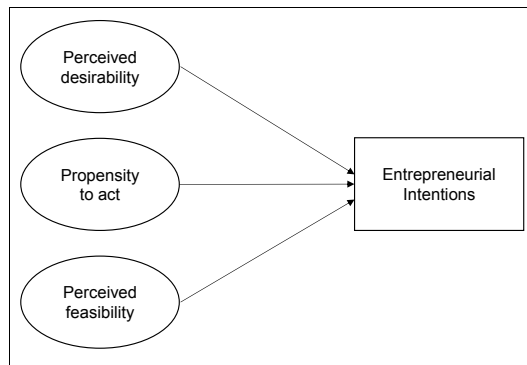 Perceived
desirability
Propensity
to act
Entrepreneurial
Intentions
Perceived
feasibility